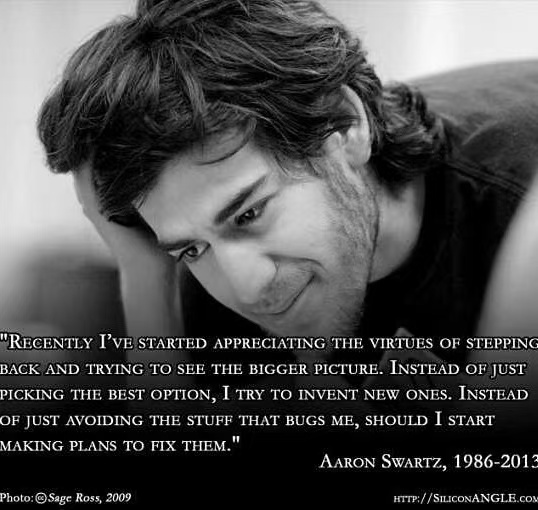 "Recently I've started appreciating the virtues of stepping
back and trying to see the bigger picture. Instead of just
picking the best option, I try to invent new ones. Instead
of just avoiding the stuff that bugs me, should I start
making plans to fix them."
Aaron Swartz, 1986-2013
Photo: 🄯 Sage Ross, 2009
http://SiliconANGLE.com